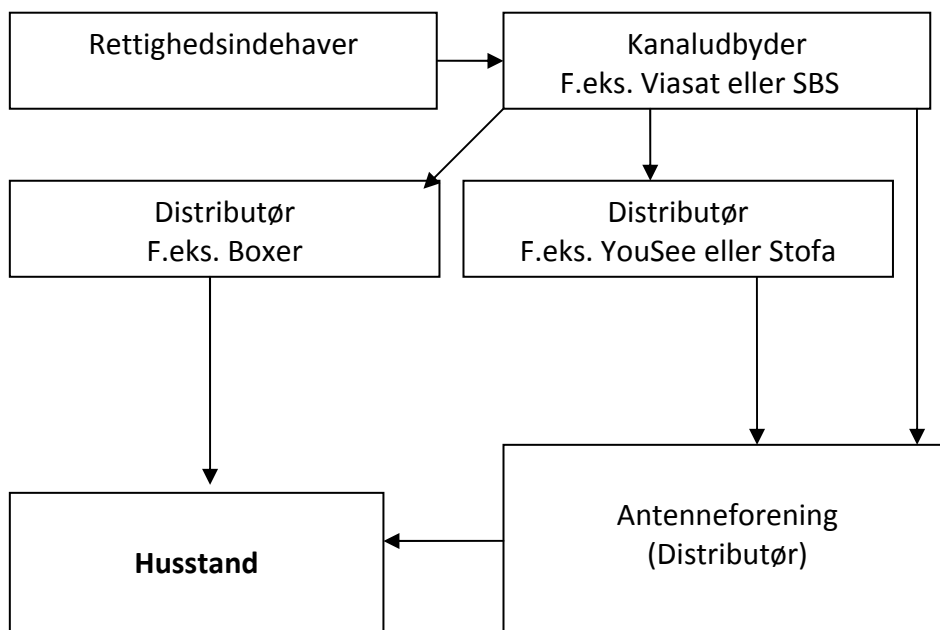 Rettighedsindehaver
Kanaludbyder
F.eks. Viasat eller SBS
Distributør
F.eks. Boxer
Distributør
F.eks. YouSee eller Stofa
Antenneforening
(Distributør)
Husstand